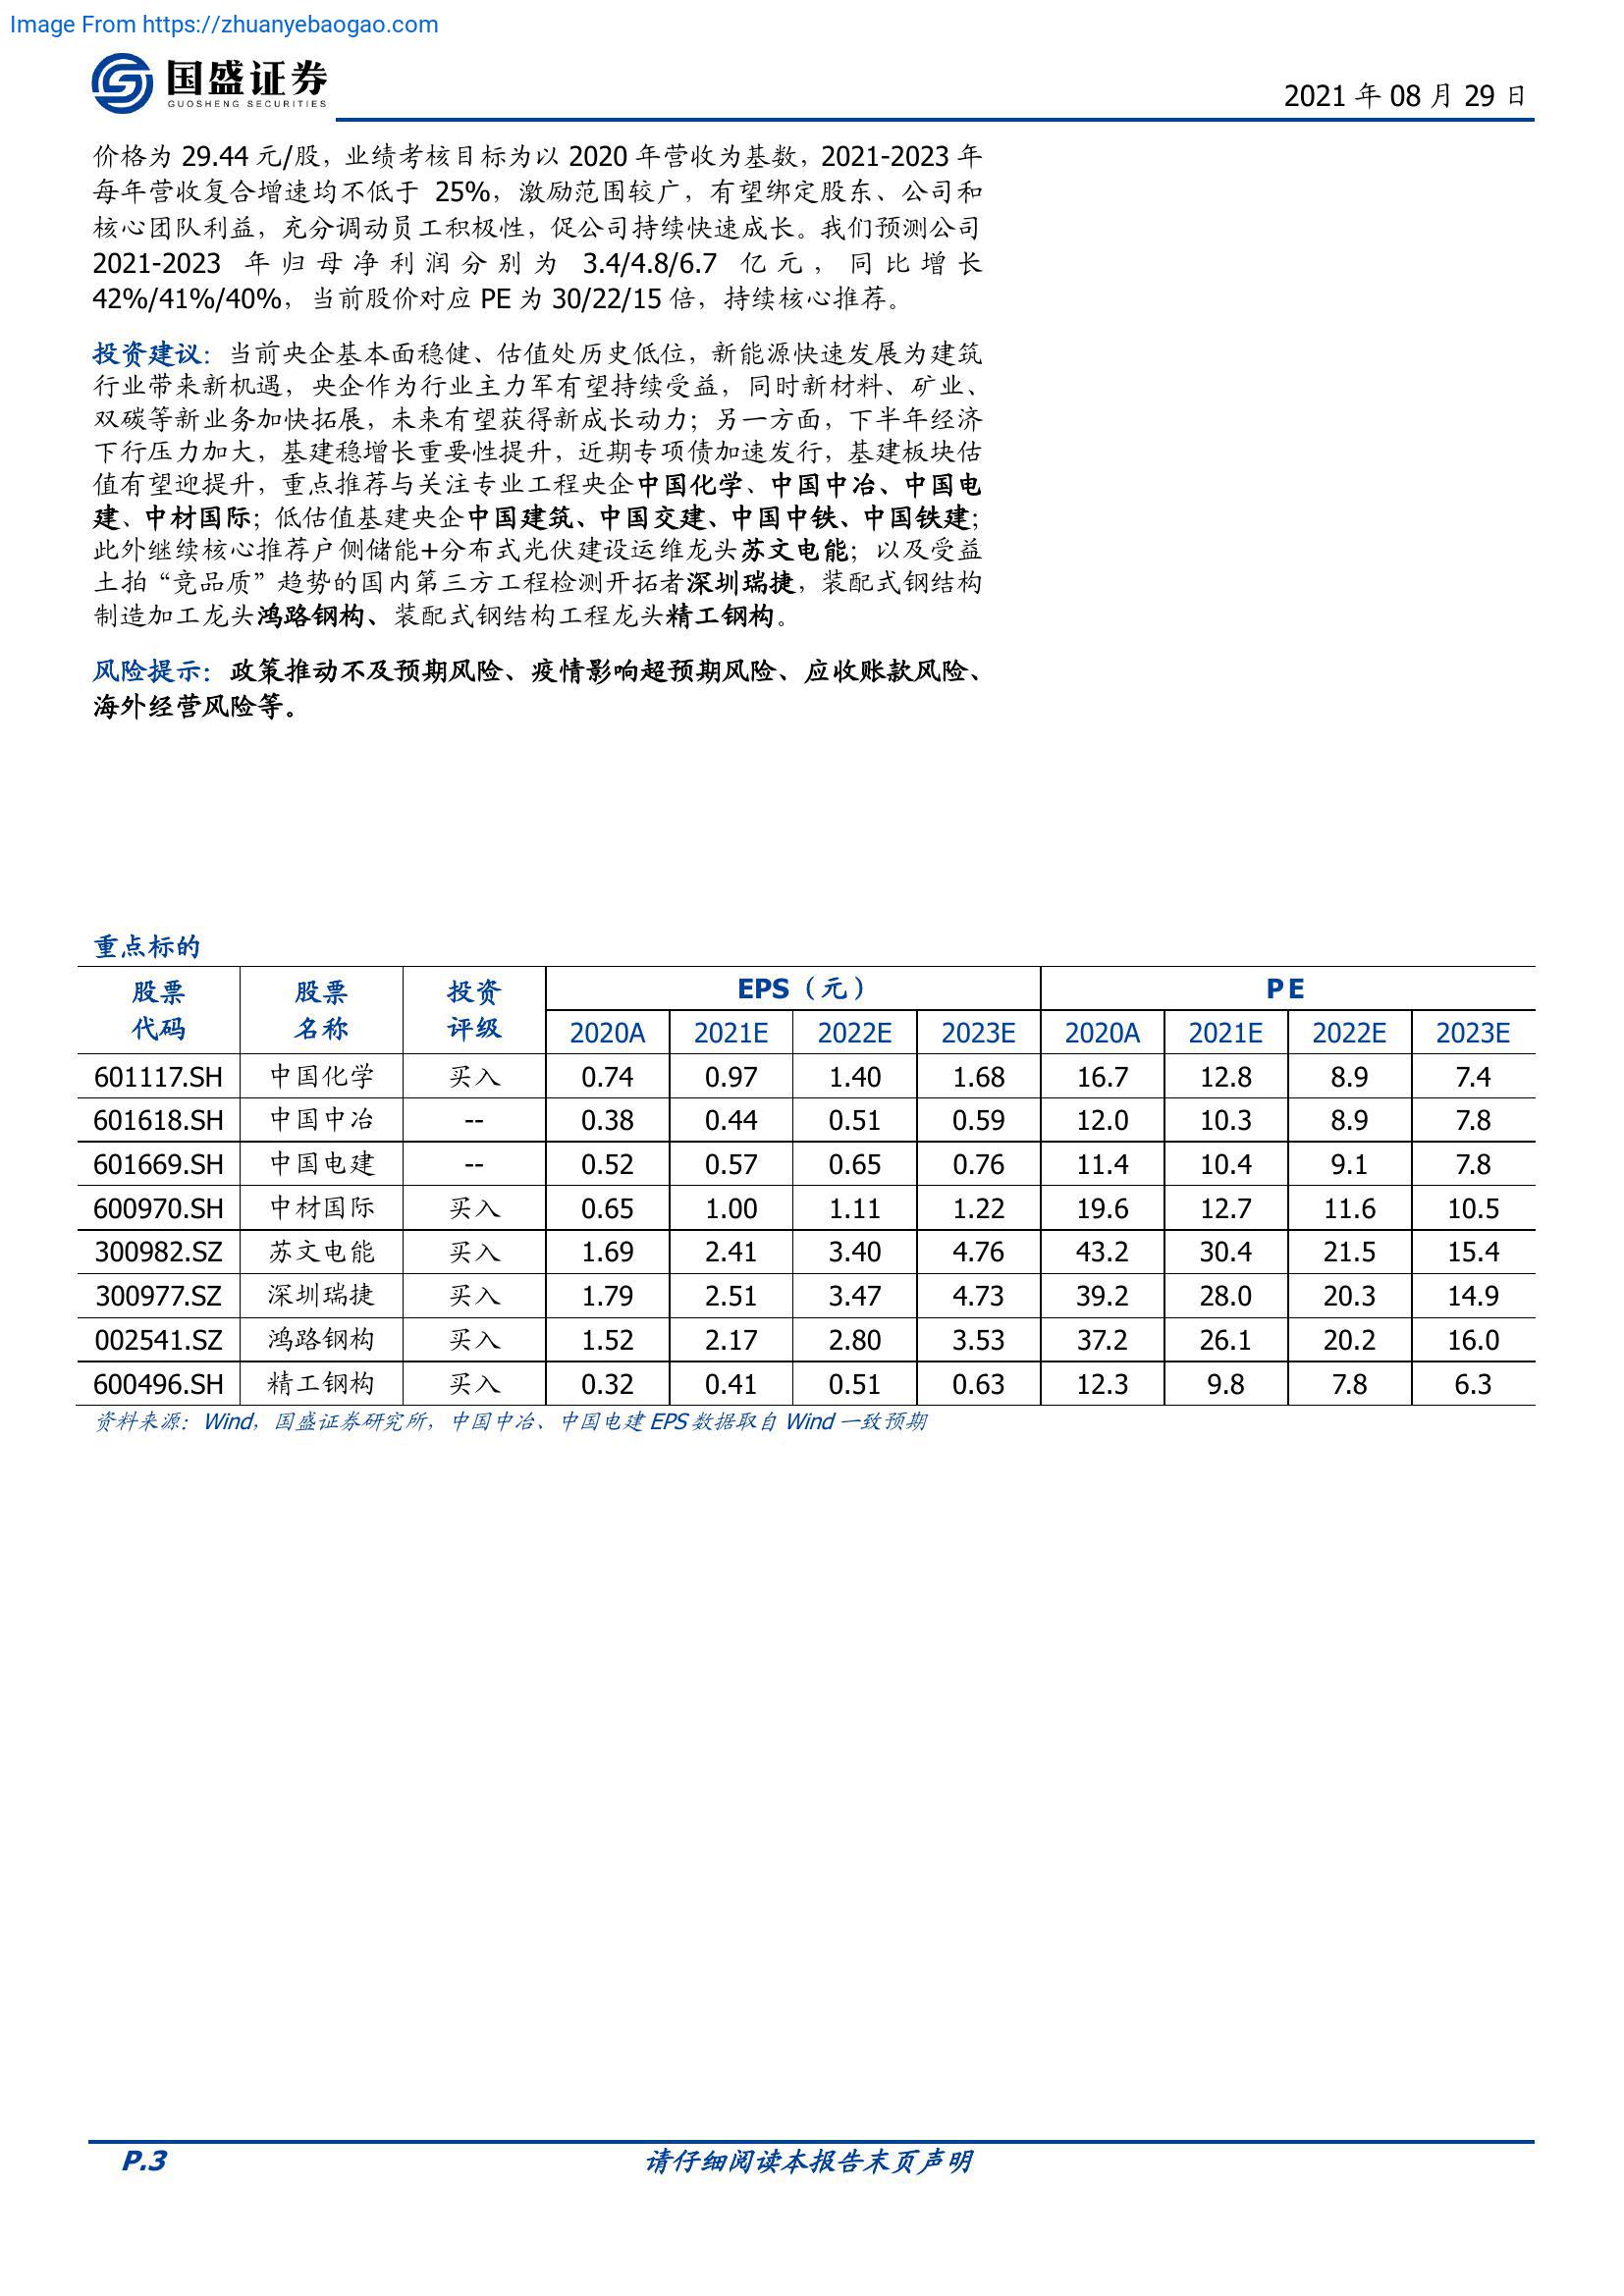 Image From https://zhuanyebaogao.com
国盛证券
GUOSHENG SECURITIES
2021 年 08 月 29 日
价格为 29.44 元/股，业绩考核目标为以 2020 年营收为基数，2021-2023 年
每年营收复合增速均不低于 25%，激励范围较广，有望绑定股东、公司和
核心团队利益，充分调动员工积极性，促公司持续快速成长。我们预测公司
2021-2023 年归母净利润分别为 3.4/4.8/6.7 亿元，同比增长
42%/41%/40%，当前股价对应 PE 为 30/22/15 倍，持续核心推荐。
投资建议：当前央企基本面稳健、估值处历史低位，新能源快速发展为建筑
行业带来新机遇，央企作为行业主力军有望持续受益，同时新材料、矿业、
双碳等新业务加快拓展，未来有望获得新成长动力；另一方面，下半年经济
下行压力加大，基建稳增长重要性提升，近期专项债加速发行，基建板块估
值有望迎提升，重点推荐与关注专业工程央企中国化学、中国中冶、中国电
建、中材国际；低估值基建央企中国建筑、中国交建、中国中铁、中国铁建；
此外继续核心推荐户侧储能+分布式光伏建设运维龙头苏文电能；以及受益
土拍“竞品质”趋势的国内第三方工程检测开拓者深圳瑞捷，装配式钢结构
制造加工龙头鸿路钢构、装配式钢结构工程龙头精工钢构。
风险提示：政策推动不及预期风险、疫情影响超预期风险、应收账款风险、
海外经营风险等。
重点标的
股票 股票 投资 EPS（元） PE
代码 名称 评级 2020A 2021E 2022E 2023E 2020A 2021E 2022E 2023E
601117.SH 中国化学 买入 0.74 0.97 1.40 1.68 16.7 12.8 8.9 7.4
601618.SH 中国中冶 -- 0.38 0.44 0.51 0.59 12.0 10.3 8.9 7.8
601669.SH 中国电建 -- 0.52 0.57 0.65 0.76 11.4 10.4 9.1 7.8
600970.SH 中材国际 买入 0.65 1.00 1.11 1.22 19.6 12.7 11.6 10.5
300982.SZ 苏文电能 买入 1.69 2.41 3.40 4.76 43.2 30.4 21.5 15.4
300977.SZ 深圳瑞捷 买入 1.79 2.51 3.47 4.73 39.2 28.0 20.3 14.9
002541.SZ 鸿路钢构 买入 1.52 2.17 2.80 3.53 37.2 26.1 20.2 16.0
600496.SH 精工钢构 买入 0.32 0.41 0.51 0.63 12.3 9.8 7.8 6.3
资料来源：Wind，国盛证券研究所，中国中冶、中国电建 EPS 数据取自 Wind 一致预期
P.3 请仔细阅读本报告末页声明